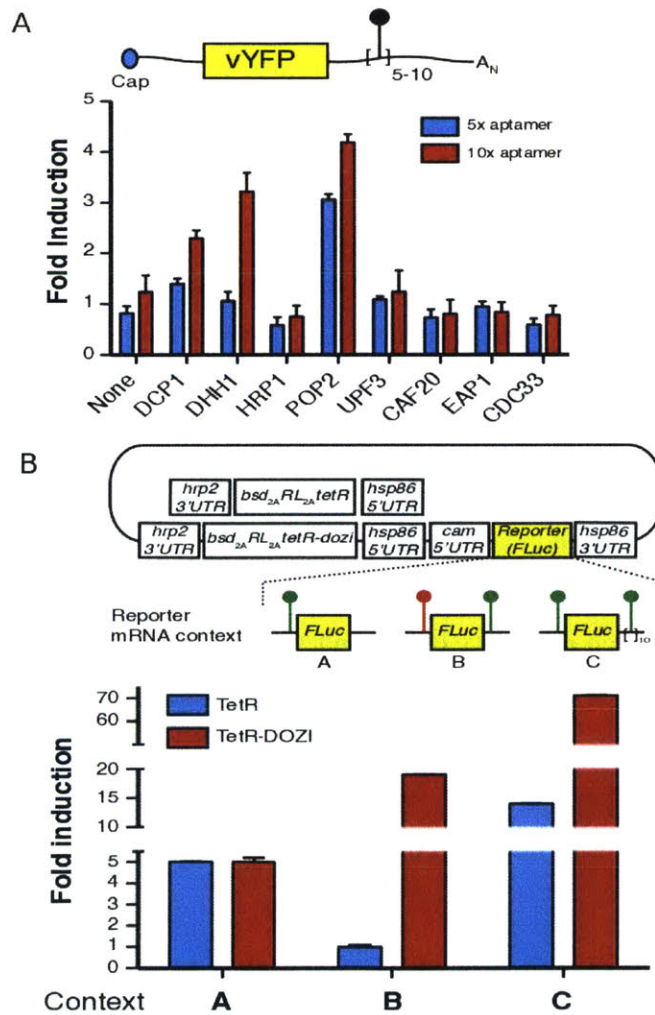 A
vYFP
Cap
[ ]5-10
AN
Fold Induction
5
4
3
2
1
0
5x aptamer
10x aptamer
None
DCP1
DHH1
HRP1
POP2
UPF3
CAF20
EAP1
CDC33
B
hrp2 3'UTR
bsd2ARL2AtetR
hsp86 5'UTR
hrp2 3'UTR
bsd2ARL2AtetR-dozi
hsp86 5'UTR
cam 5'UTR
Reporter (FLuc)
hsp86 3'UTR
Reporter
mRNA context
FLuc
FLuc
FLuc
[ ]10
A
B
C
TetR
TetR-DOZI
Fold induction
70
60
20
15
10
5
4
3
2
1
0
Context A B C